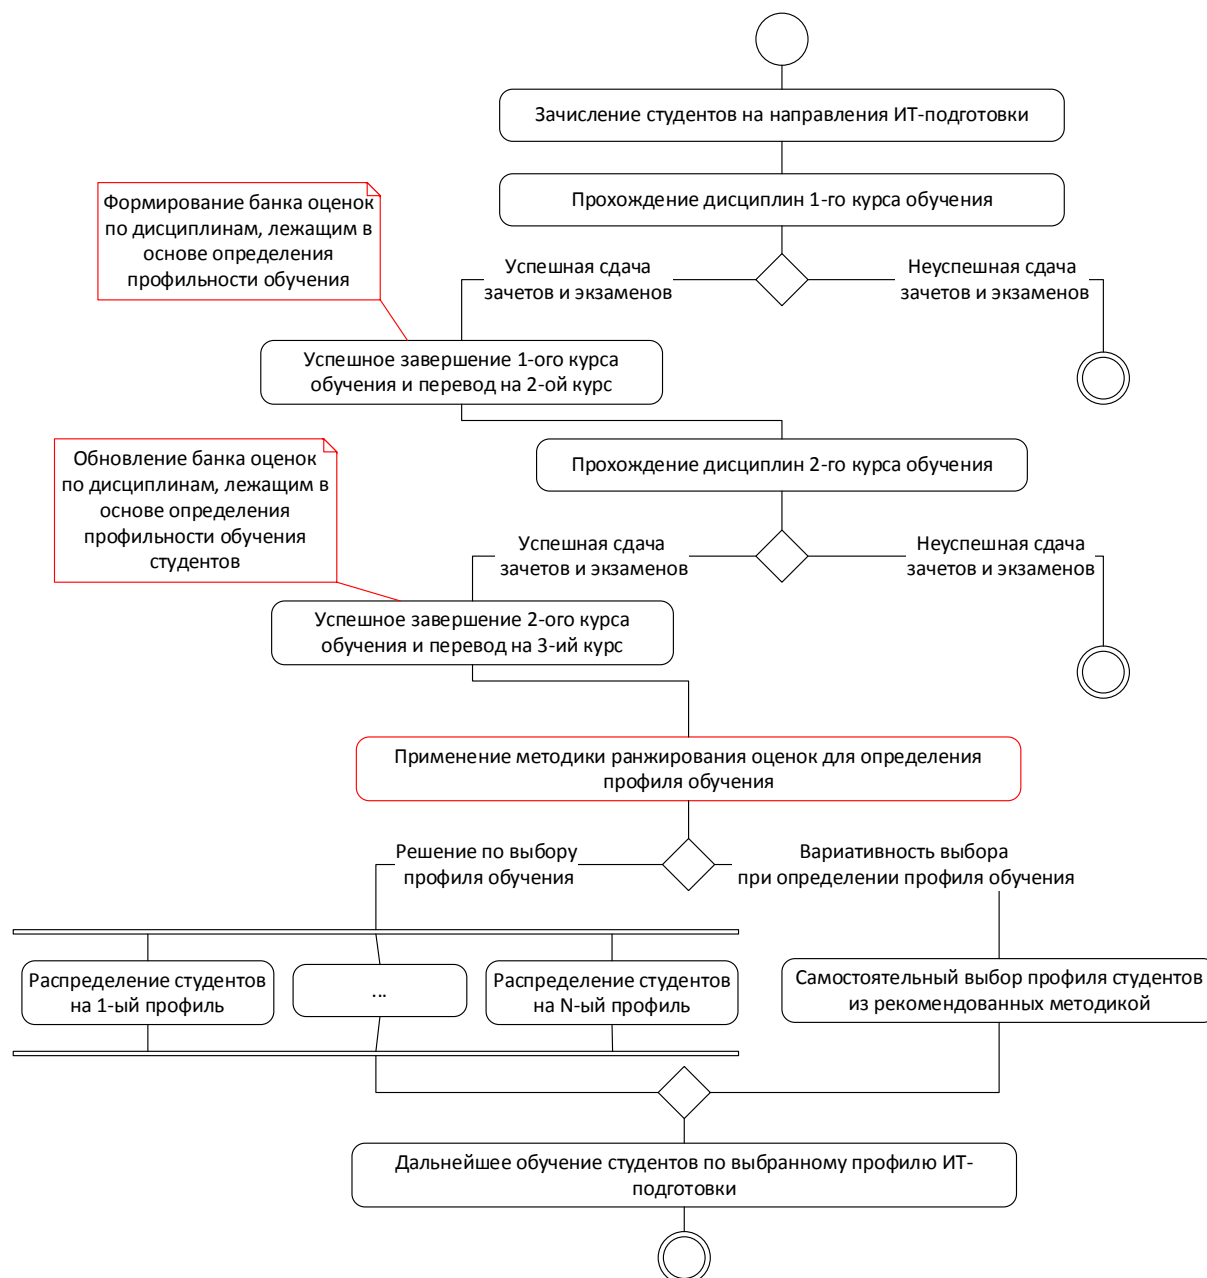 Зачисление студентов на направления ИТ-подготовки
Прохождение дисциплин 1-го курса обучения
Формирование банка оценок
по дисциплинам, лежащим в
основе определения
профильности обучения
Успешная сдача
зачетов и экзаменов
Неуспешная сдача
зачетов и экзаменов
Успешное завершение 1-ого курса
обучения и перевод на 2-ой курс
Обновление банка оценок
по дисциплинам, лежащим в
основе определения
профильности обучения
студентов
Прохождение дисциплин 2-го курса обучения
Успешная сдача
зачетов и экзаменов
Неуспешная сдача
зачетов и экзаменов
Успешное завершение 2-ого курса
обучения и перевод на 3-ий курс
Применение методики ранжирования оценок для определения
профиля обучения
Решение по выбору
профиля обучения
Вариативность выбора
при определении профиля обучения
Распределение студентов
на 1-ый профиль
...
Распределение студентов
на N-ый профиль
Самостоятельный выбор профиля студентов
из рекомендованных методикой
Дальнейшее обучение студентов по выбранному профилю ИТ-
подготовки